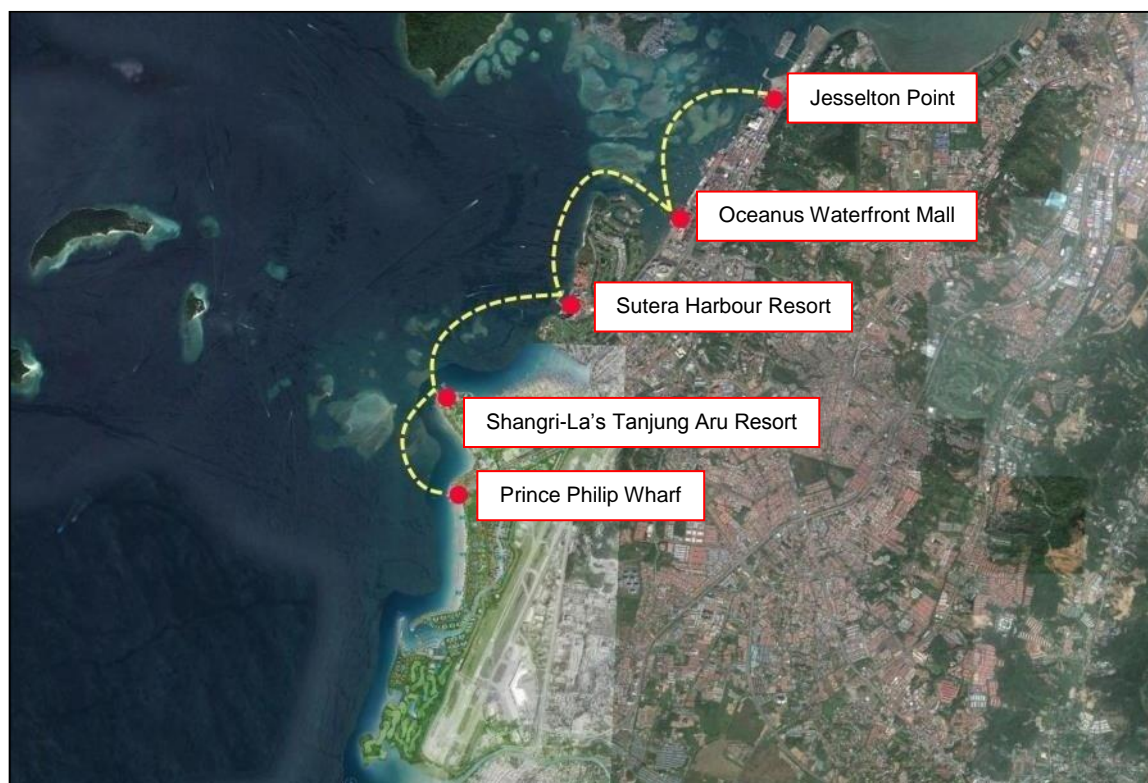 Jesselton Point
Oceanus Waterfront Mall
Sutera Harbour Resort
Shangri-La’s Tanjung Aru Resort
Prince Philip Wharf